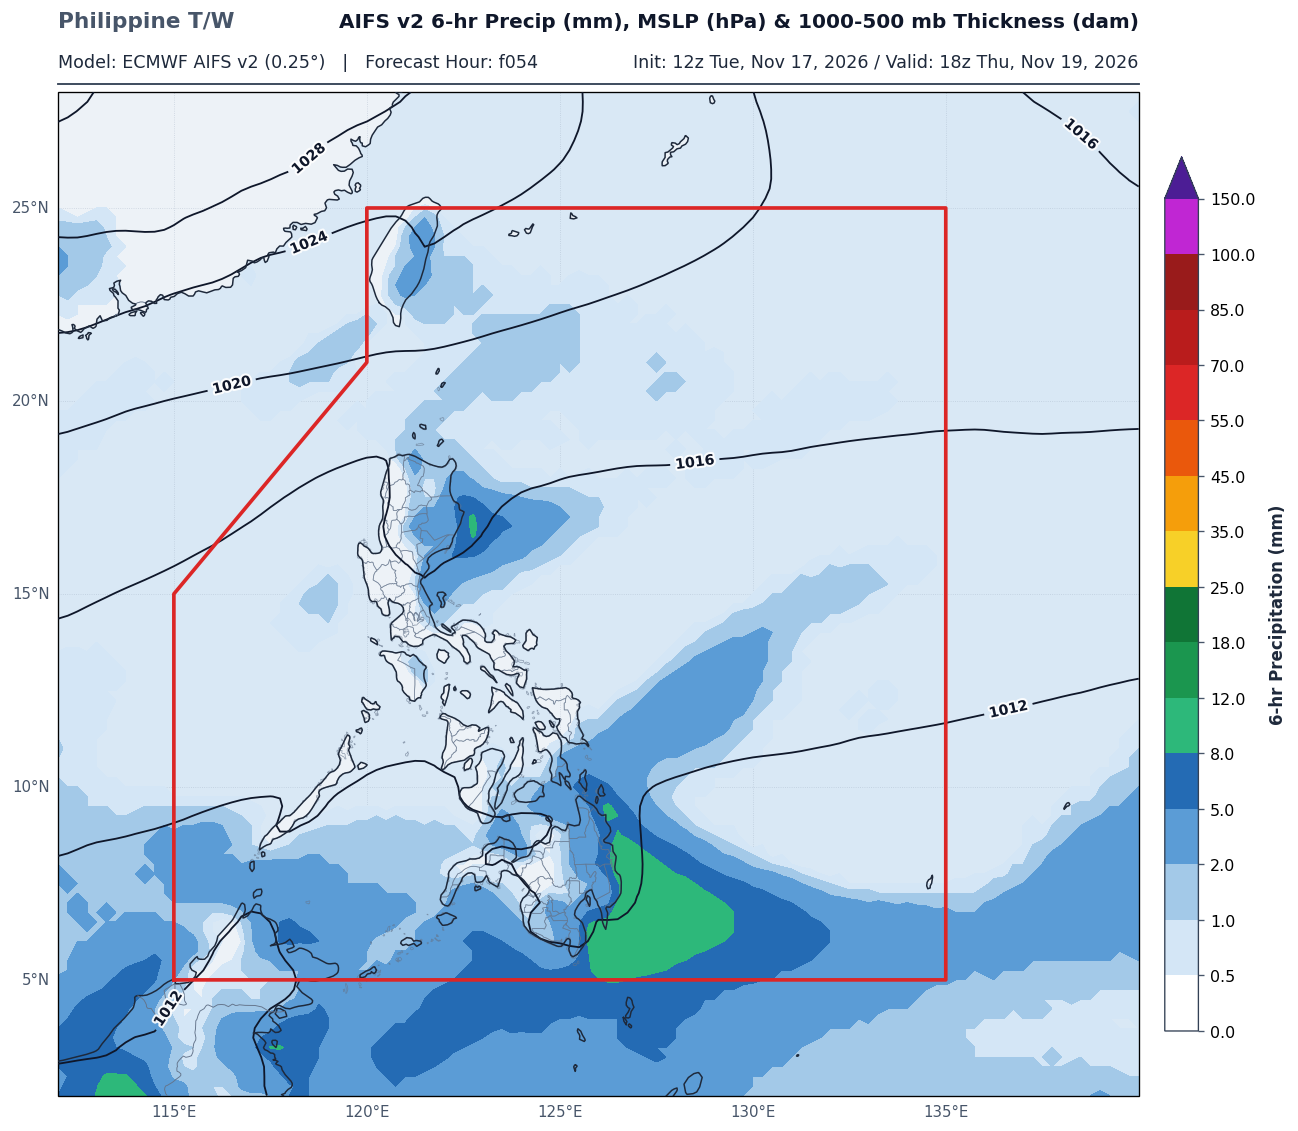 Philippine T/W
AIFS v2 6-hr Precip (mm), MSLP (hPa) & 1000-500 mb Thickness (dam)
Model: ECMWF AIFS v2 (0.25°) | Forecast Hour: f054
Init: 12z Tue, Nov 17, 2026 / Valid: 18z Thu, Nov 19, 2026
1016
1028
1024
1020
1016
1012
1012
25°N
20°N
15°N
10°N
5°N
115°E
120°E
125°E
130°E
135°E
150.0
100.0
85.0
70.0
55.0
45.0
35.0
25.0
18.0
12.0
8.0
5.0
2.0
1.0
0.5
0.0
6-hr Precipitation (mm)